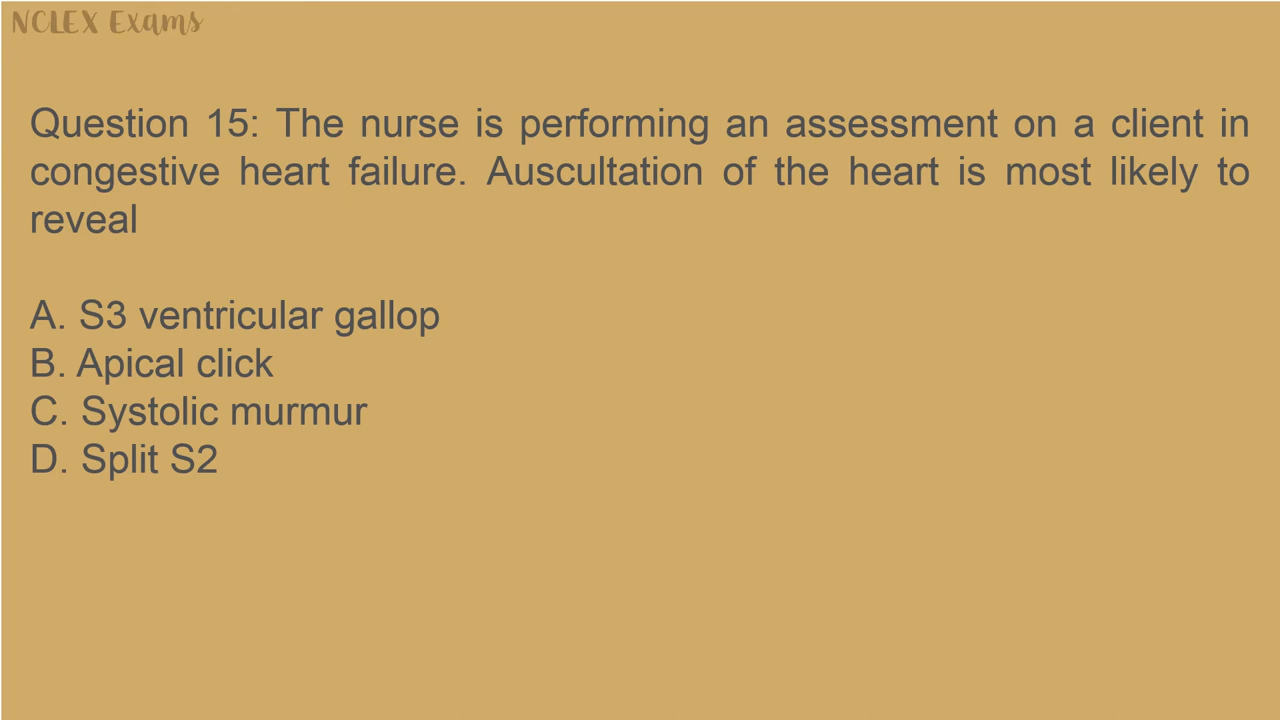 NCLEX Exams
Question 15: The nurse is performing an assessment on a client in
congestive heart failure. Auscultation of the heart is most likely to
reveal
A. S3 ventricular gallop
B. Apical click
C. Systolic murmur
D. Split S2